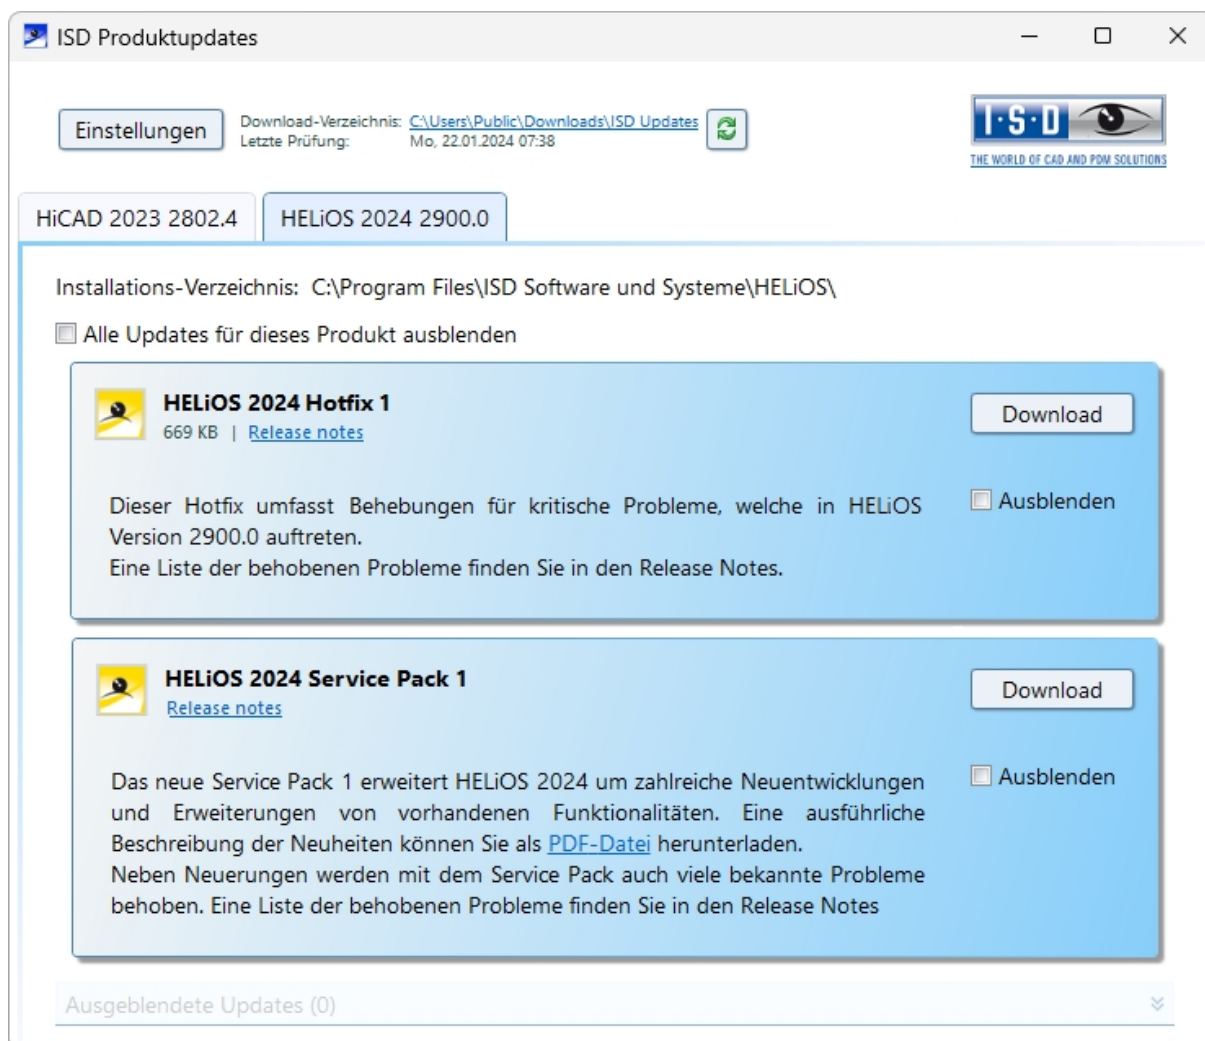 ISD Produktupdates
Einstellungen
Download-Verzeichnis: C:\Users\Public\Downloads\ISD Updates
Letzte Prüfung: Mo, 22.01.2024 07:38
I·S·D
THE WORLD OF CAD AND PDM SOLUTIONS
HiCAD 2023 2802.4
HELiOS 2024 2900.0
Installations-Verzeichnis: C:\Program Files\ISD Software und Systeme\HELiOS\
Alle Updates für dieses Produkt ausblenden
HELiOS 2024 Hotfix 1
669 KB | Release notes
Download
Dieser Hotfix umfasst Behebungen für kritische Probleme, welche in HELiOS
Version 2900.0 auftreten.
Eine Liste der behobenen Probleme finden Sie in den Release Notes.
Ausblenden
HELiOS 2024 Service Pack 1
Release notes
Download
Das neue Service Pack 1 erweitert HELiOS 2024 um zahlreiche Neuentwicklungen
und Erweiterungen von vorhandenen Funktionalitäten. Eine ausführliche
Beschreibung der Neuheiten können Sie als PDF-Datei herunterladen.
Neben Neuerungen werden mit dem Service Pack auch viele bekannte Probleme
behoben. Eine Liste der behobenen Probleme finden Sie in den Release Notes
Ausblenden
Ausgeblendete Updates (0)